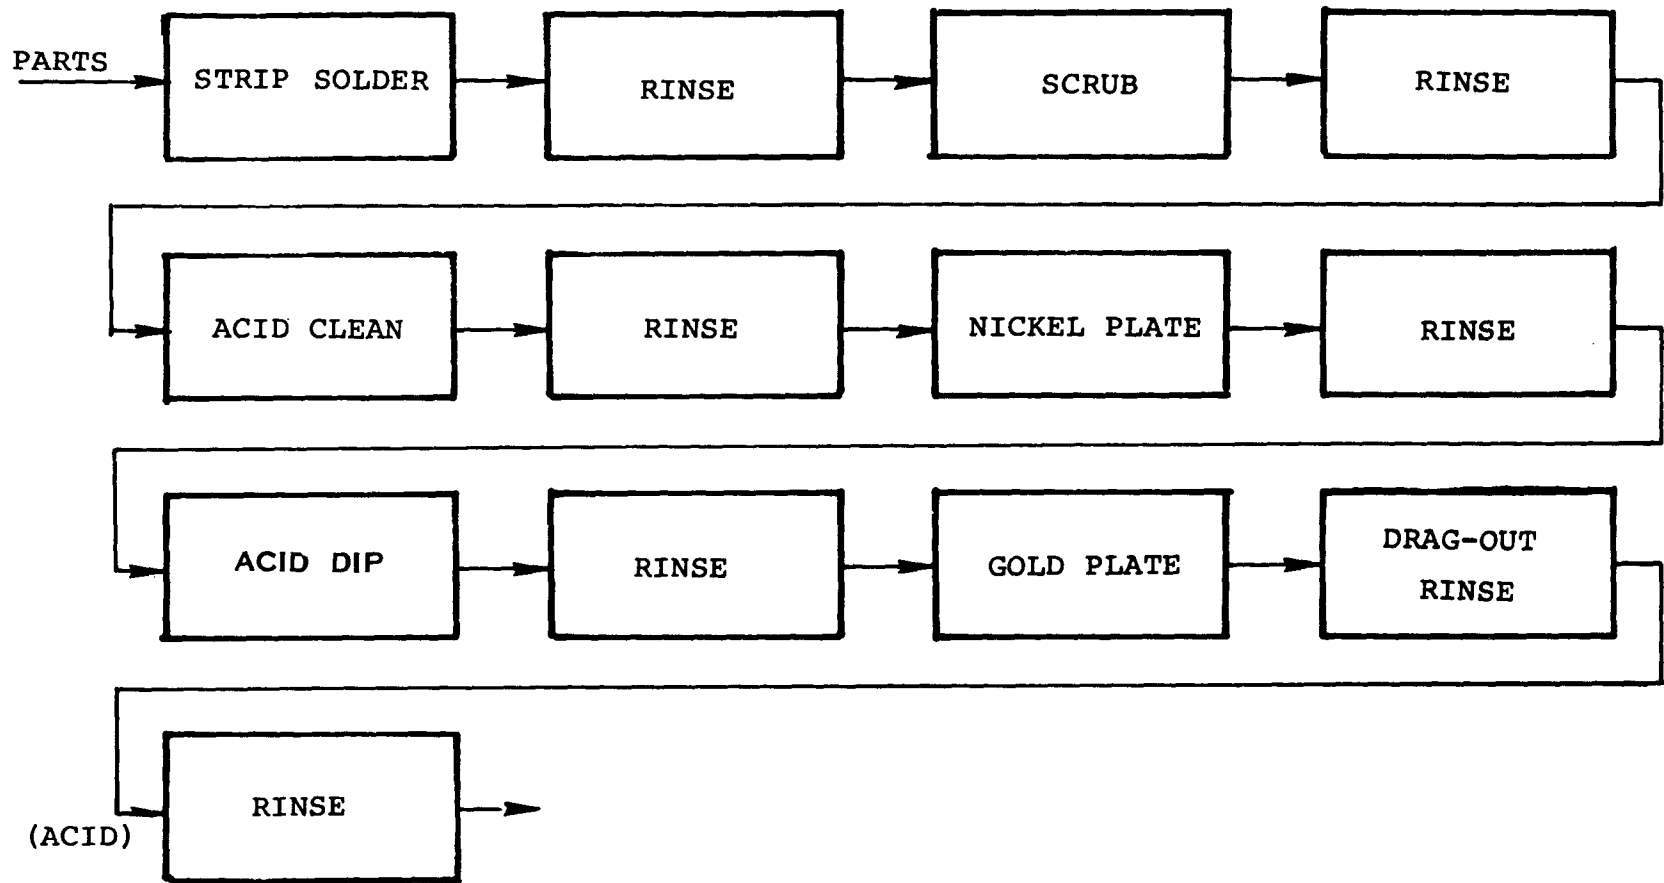 PARTS
STRIP SOLDER
RINSE
SCRUB
RINSE
ACID CLEAN
RINSE
NICKEL PLATE
RINSE
ACID DIP
RINSE
GOLD PLATE
DRAG-OUT
RINSE
RINSE
(ACID)